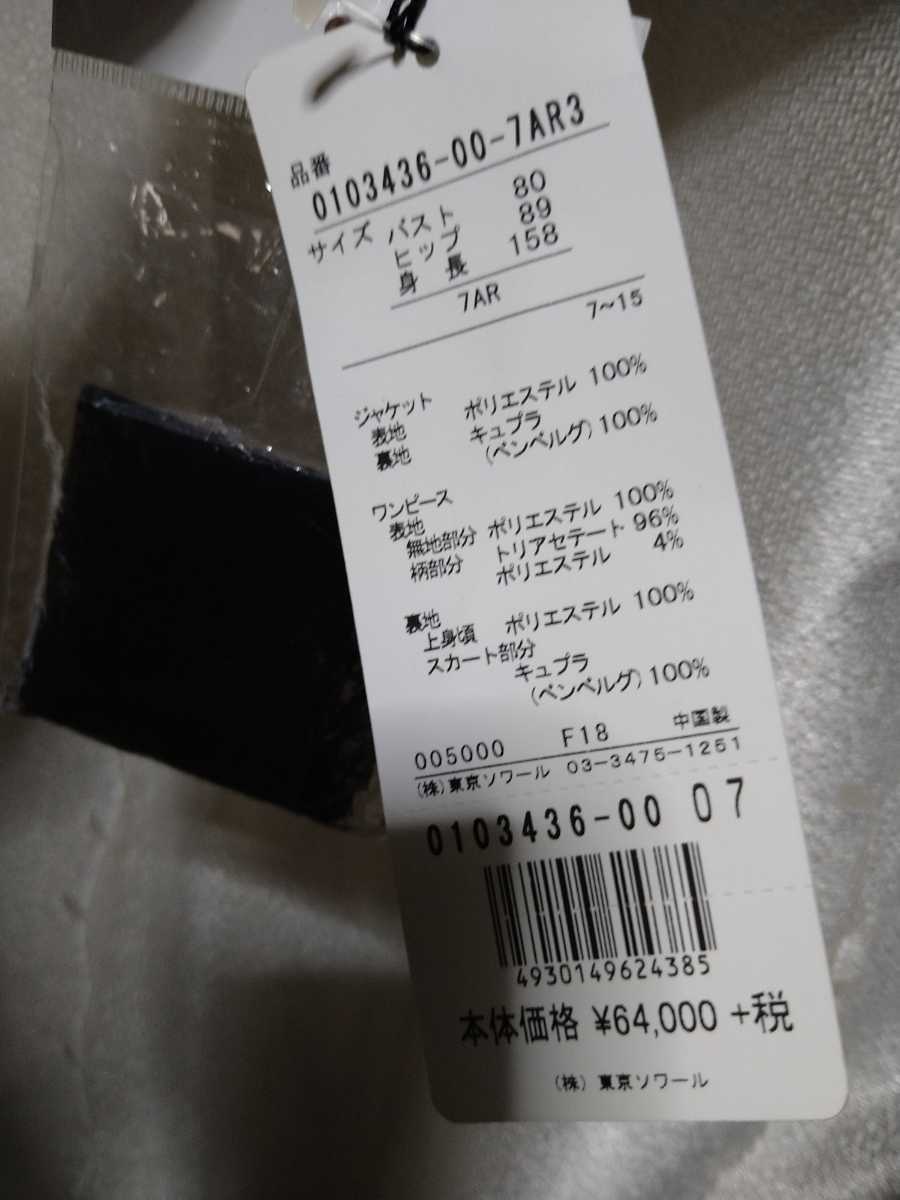 品番
0103436-00-7AR3
サイズ バスト 80
ヒップ 89
身 長 158
7AR
7~15
ジャケット
表地 ポリエステル 100%
裏地 キュプラ
(ベンベルグ) 100%
ワンピース
表地
無地部分 ポリエステル 100%
柄部分 トリアセテート 96%
ポリエステル 4%
裏地
上身頃 ポリエステル 100%
スカート部分
キュプラ
(ベンベルグ) 100%
005000 F18 中国製
(株)東京ソワール 03-3475-1251
0103436-00 07
4930149624385
本体価格 ¥64,000 +税
(株) 東京ソワール